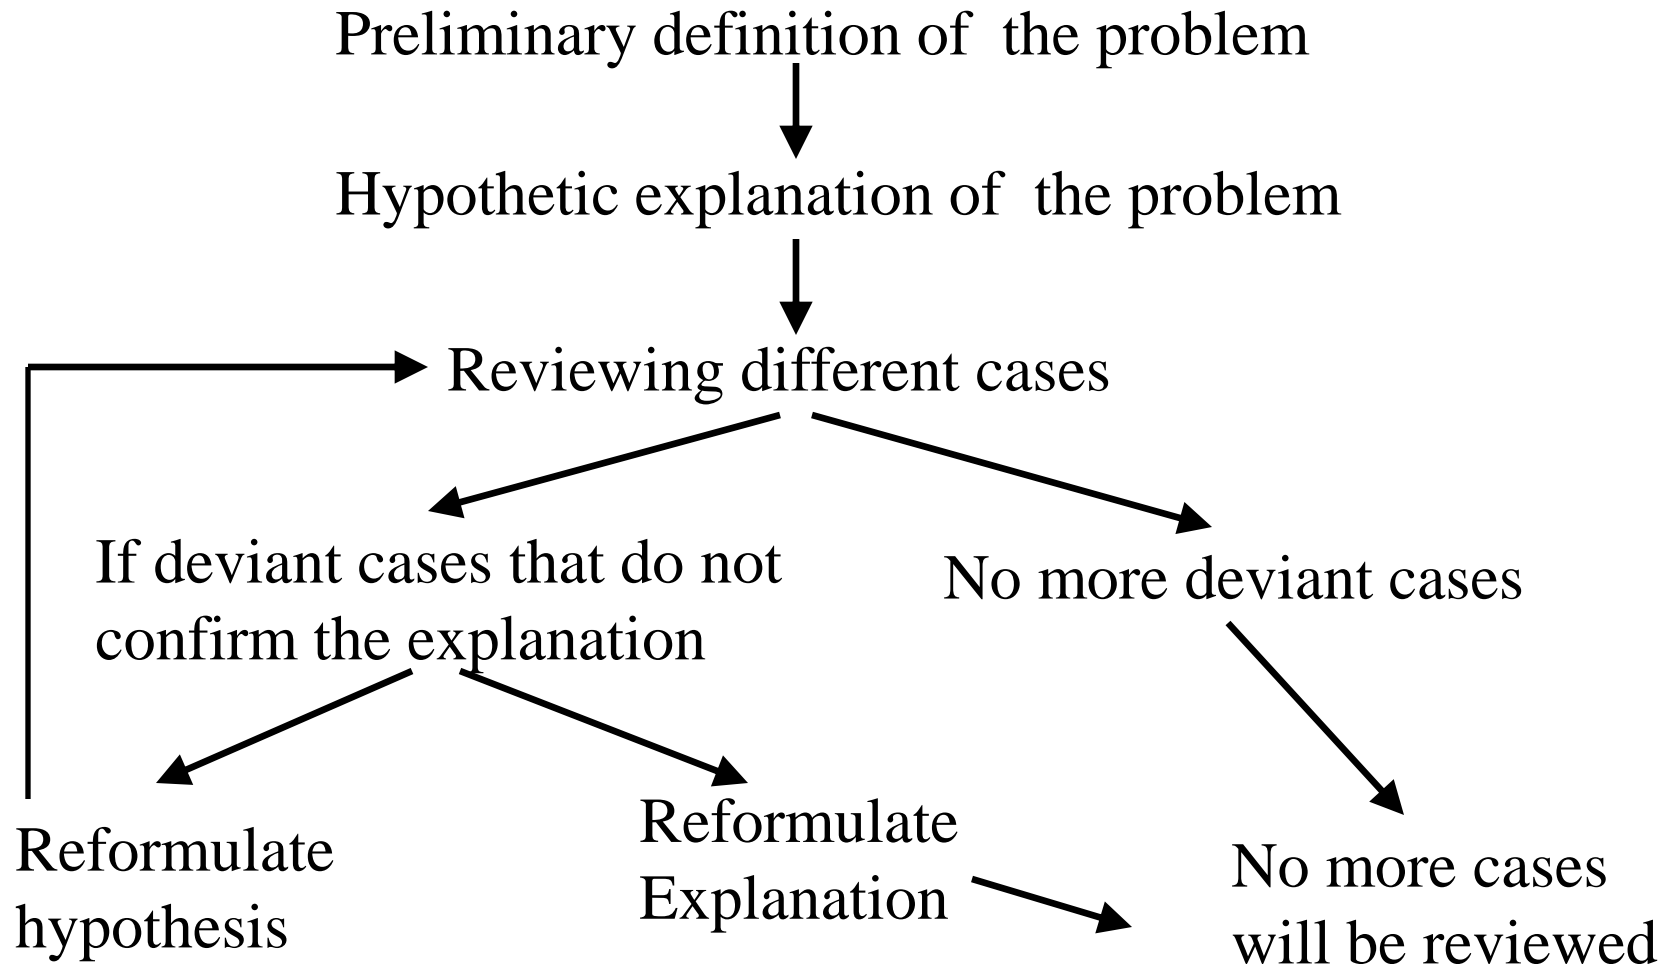 Preliminary definition of the problem
Hypothetic explanation of the problem
Reviewing different cases
If deviant cases that do not
confirm the explanation
No more deviant cases
Reformulate
hypothesis
Reformulate
Explanation
No more cases
will be reviewed